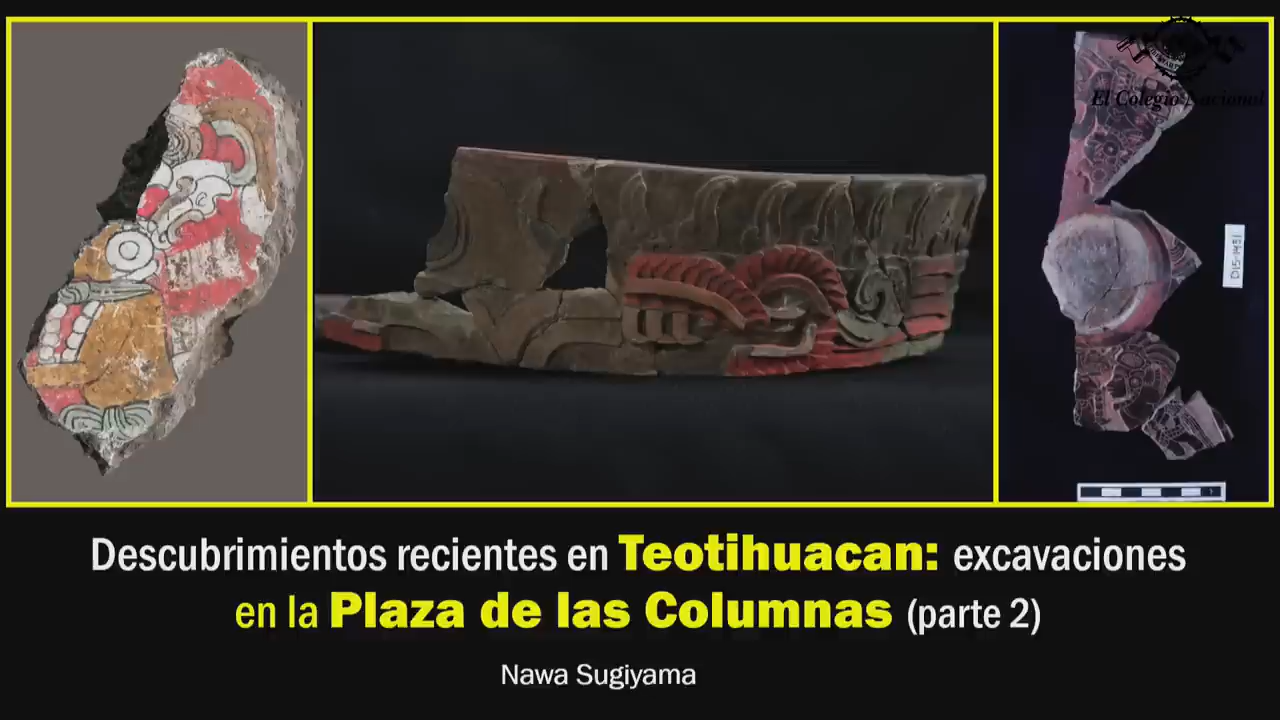 El Colegio Nacional
Descubrimientos recientes en Teotihuacan: excavaciones
en la Plaza de las Columnas (parte 2)
Nawa Sugiyama